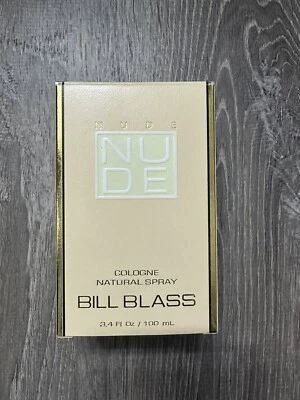 NUDE
NU
DE
COLOGNE
NATURAL SPRAY
BILL BLASS
3.4 Fl Oz / 100 mL